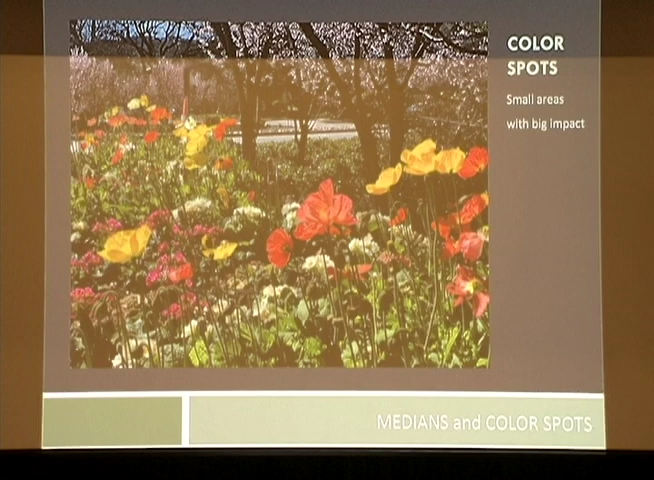 COLOR
SPOTS
Small areas
with big impact
MEDIANS and COLOR SPOTS